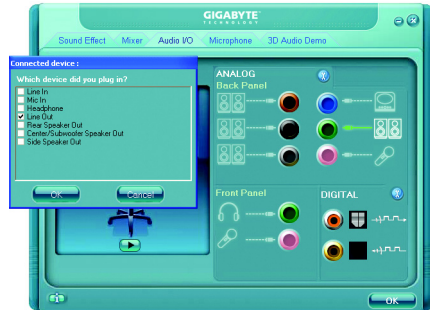 GIGABYTE™
TECHNOLOGY
Sound Effect Mixer Audio I/O Microphone 3D Audio Demo
Connected device :
Which device did you plug in?
Line In
Mic In
Headphone
Line Out
Rear Speaker Out
Center/Subwoofer Speaker Out
Side Speaker Out
OK Cancel
ANALOG
Back Panel
Front Panel
DIGITAL
OK